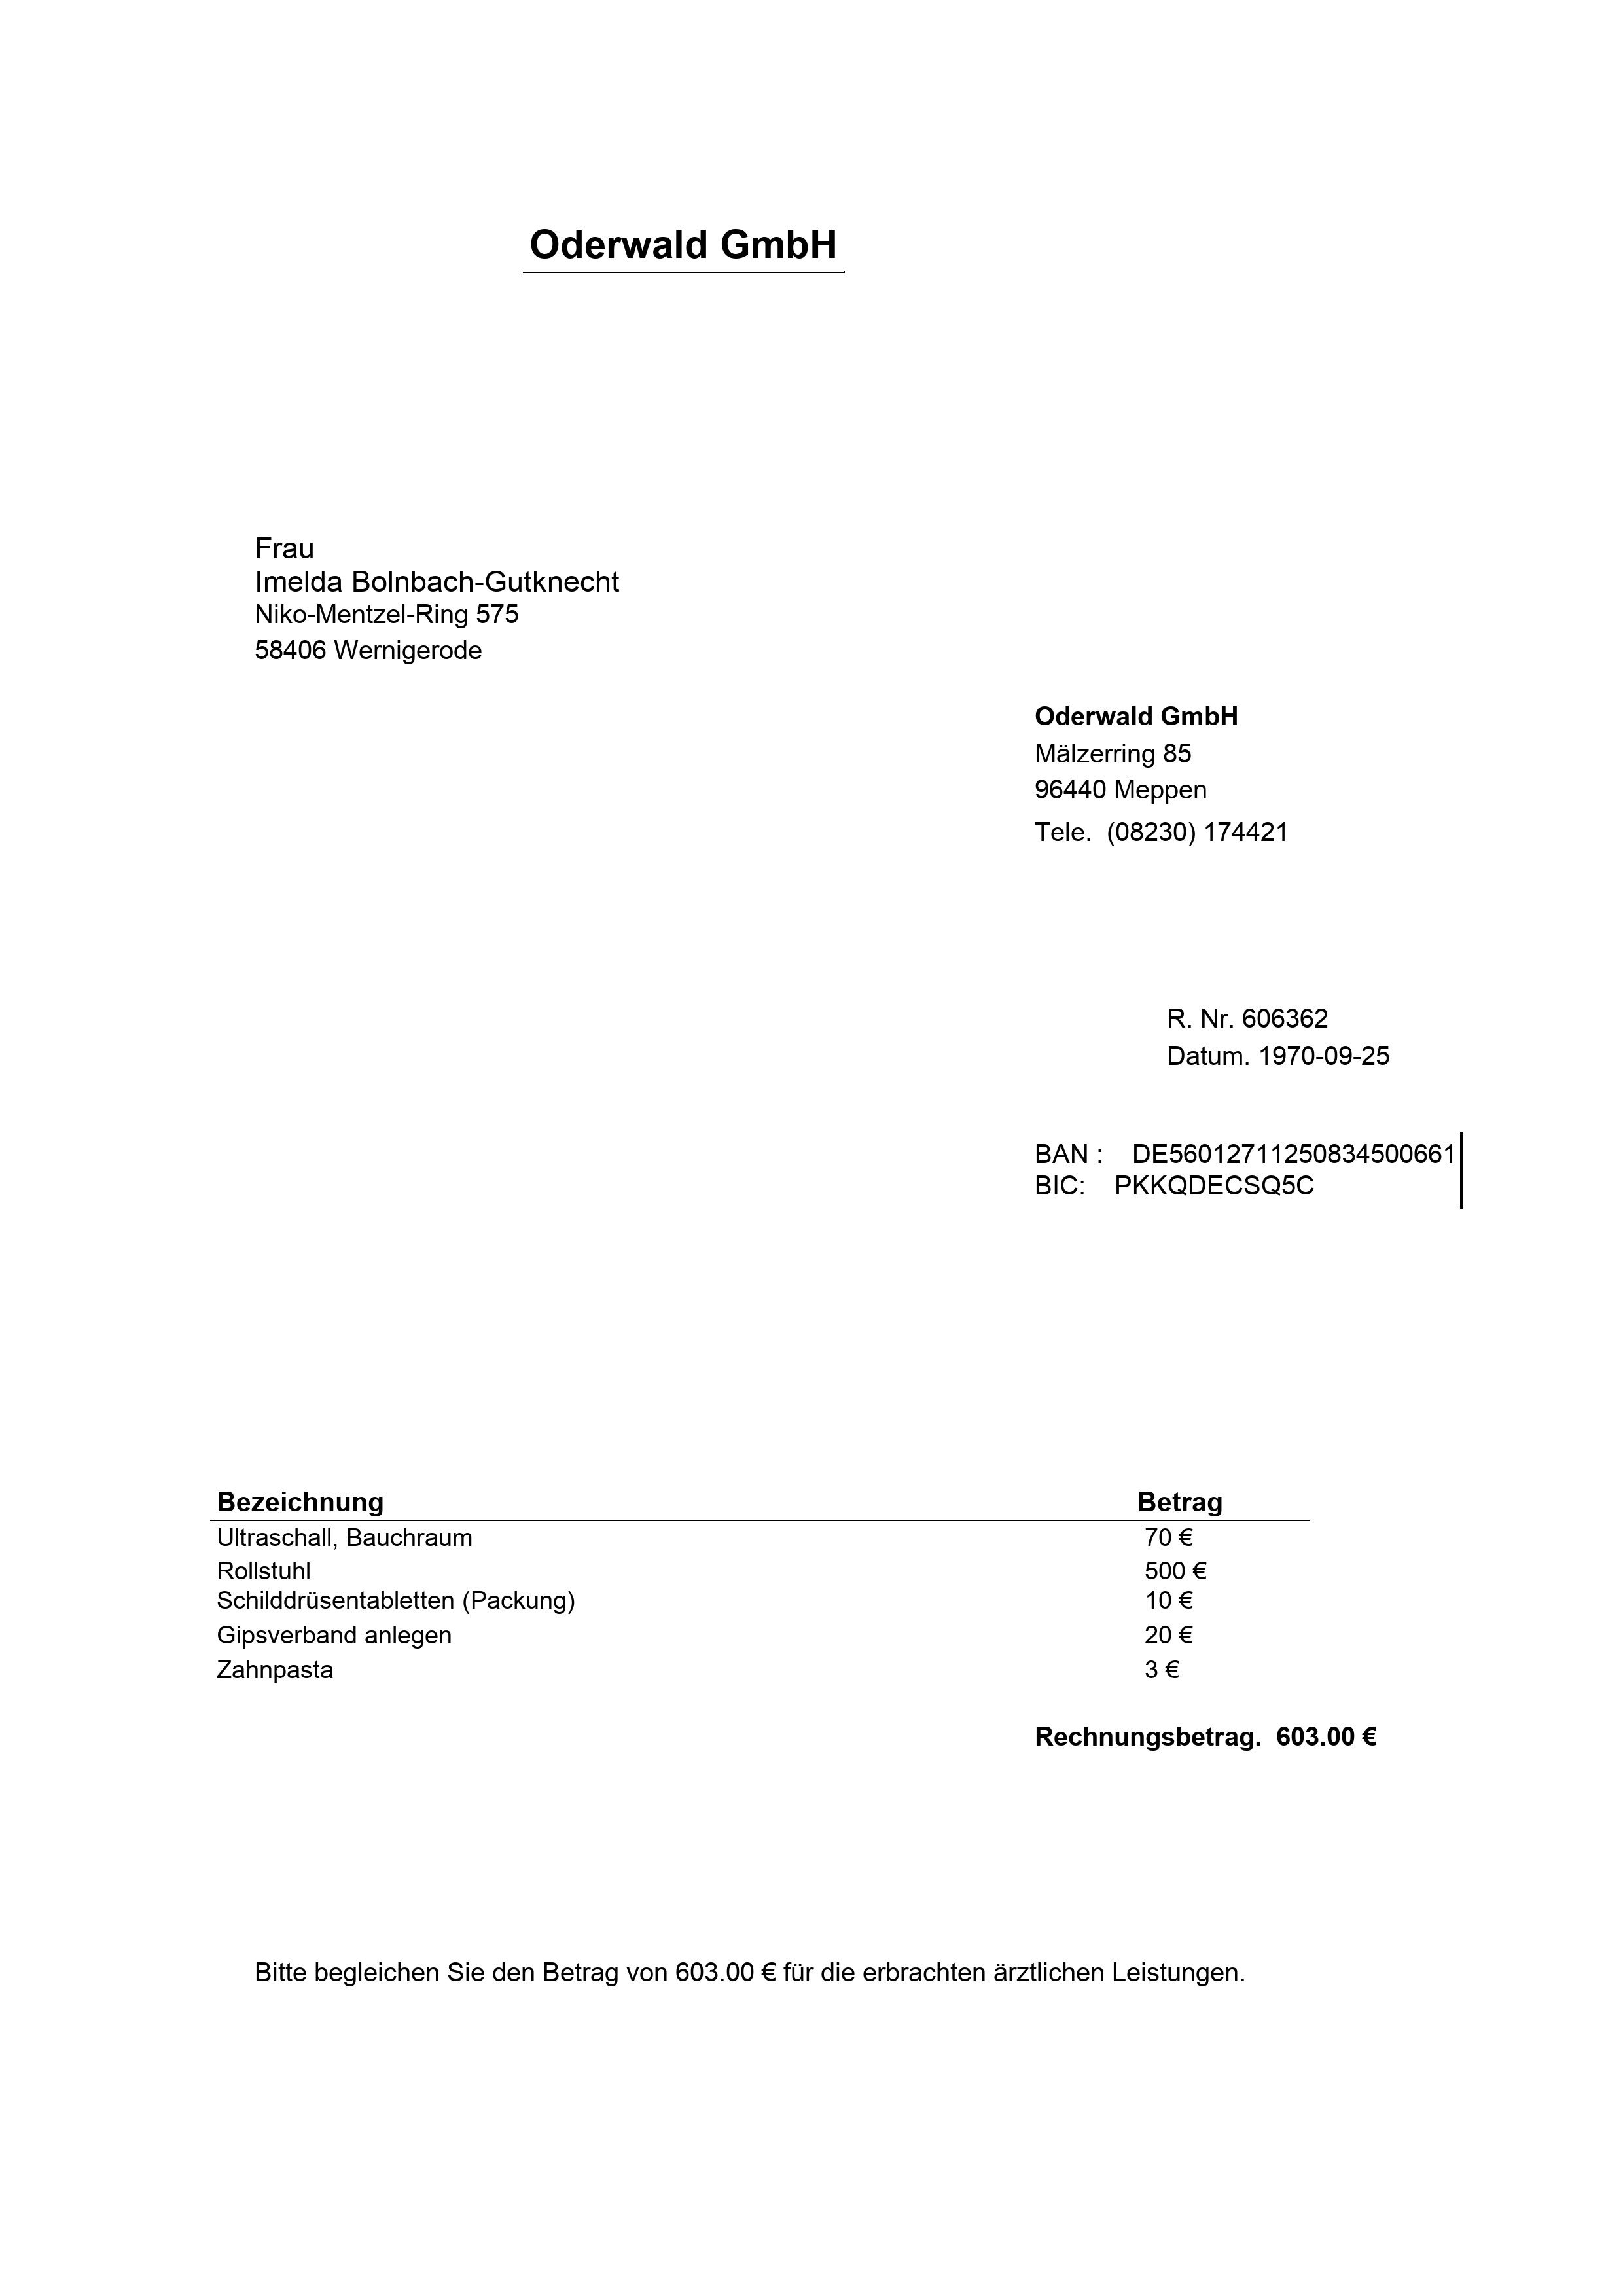 Oderwald GmbH
Frau
Imelda Bolnbach-Gutknecht
Niko-Mentzel-Ring 575
58406 Wernigerode
Oderwald GmbH
Mälzerring 85
96440 Meppen
Tele. (08230) 174421
R. Nr. 606362
Datum. 1970-09-25
BAN : DE56012711250834500661
BIC: PKKQDECSQ5C
Bezeichnung Betrag
Ultraschall, Bauchraum 70 €
Rollstuhl 500 €
Schilddrüsentabletten (Packung) 10 €
Gipsverband anlegen 20 €
Zahnpasta 3 €
Rechnungsbetrag. 603.00 €
Bitte begleichen Sie den Betrag von 603.00 € für die erbrachten ärztlichen Leistungen.